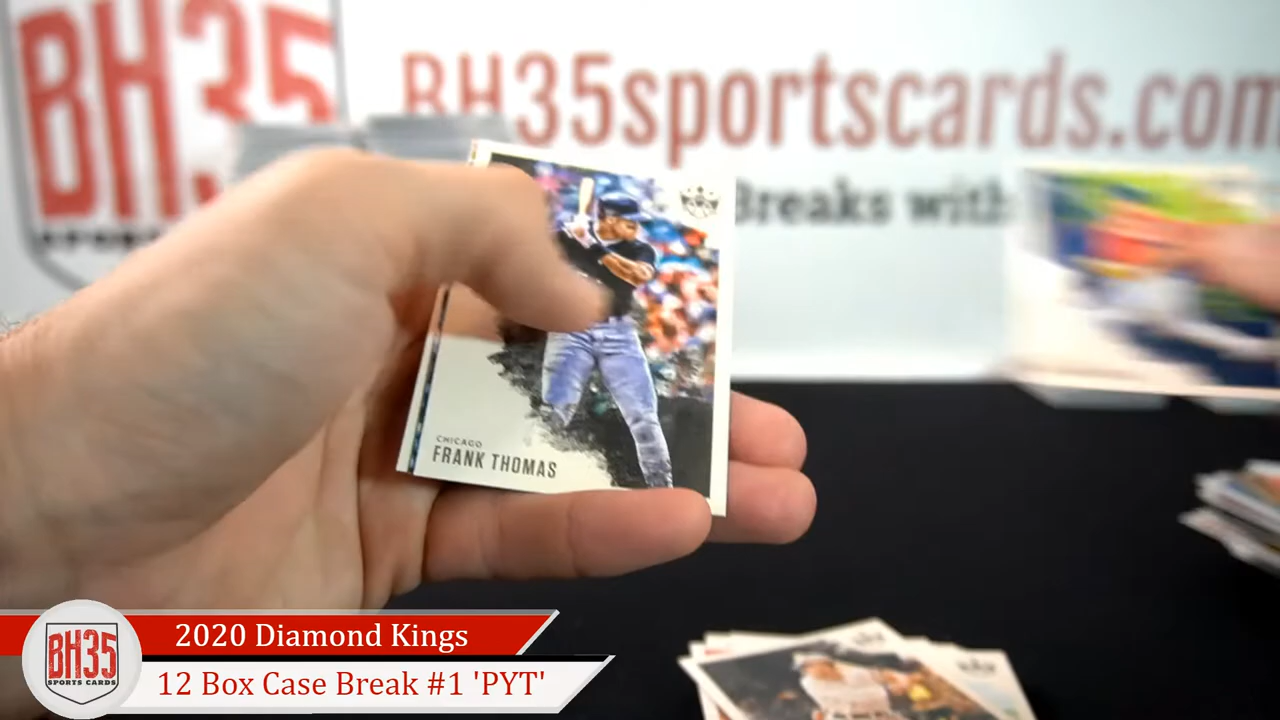 BH35
SPORTS
BH35sportscards.com
Breaks with
CHICAGO
FRANK THOMAS
2020 Diamond Kings
12 Box Case Break #1 'PYT'
BH35
SPORTS CARDS